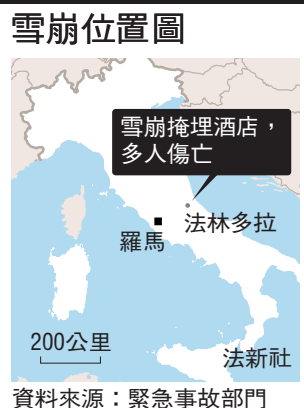 雪崩位置圖
雪崩掩埋酒店，
多人傷亡
法林多拉
羅馬
200公里
法新社
資料來源：緊急事故部門